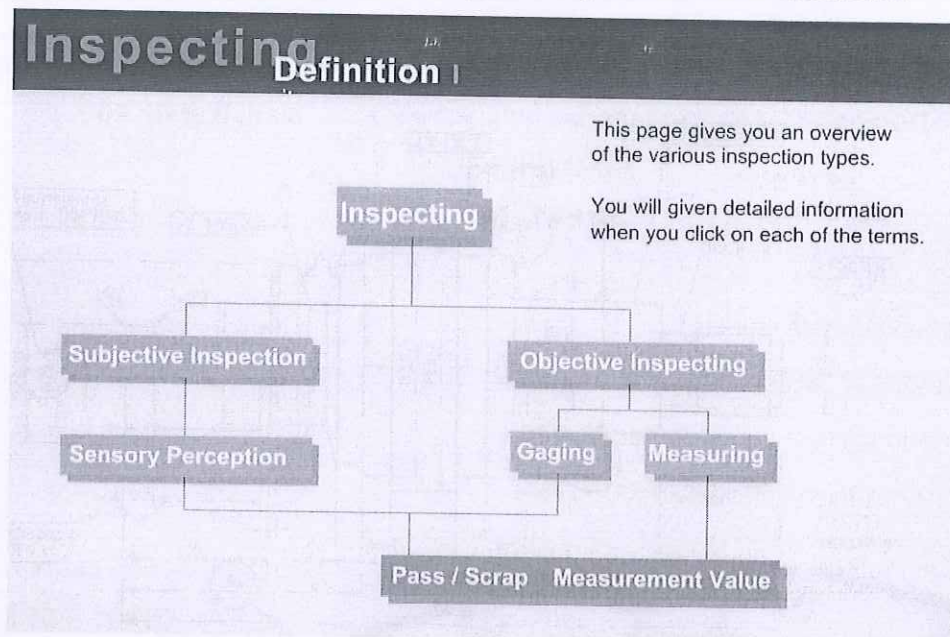 Inspecting
Definition
This page gives you an overview
of the various inspection types.
You will given detailed information
when you click on each of the terms.
Inspecting
Subjective Inspection
Objective Inspecting
Sensory Perception
Gaging
Measuring
Pass / Scrap
Measurement Value